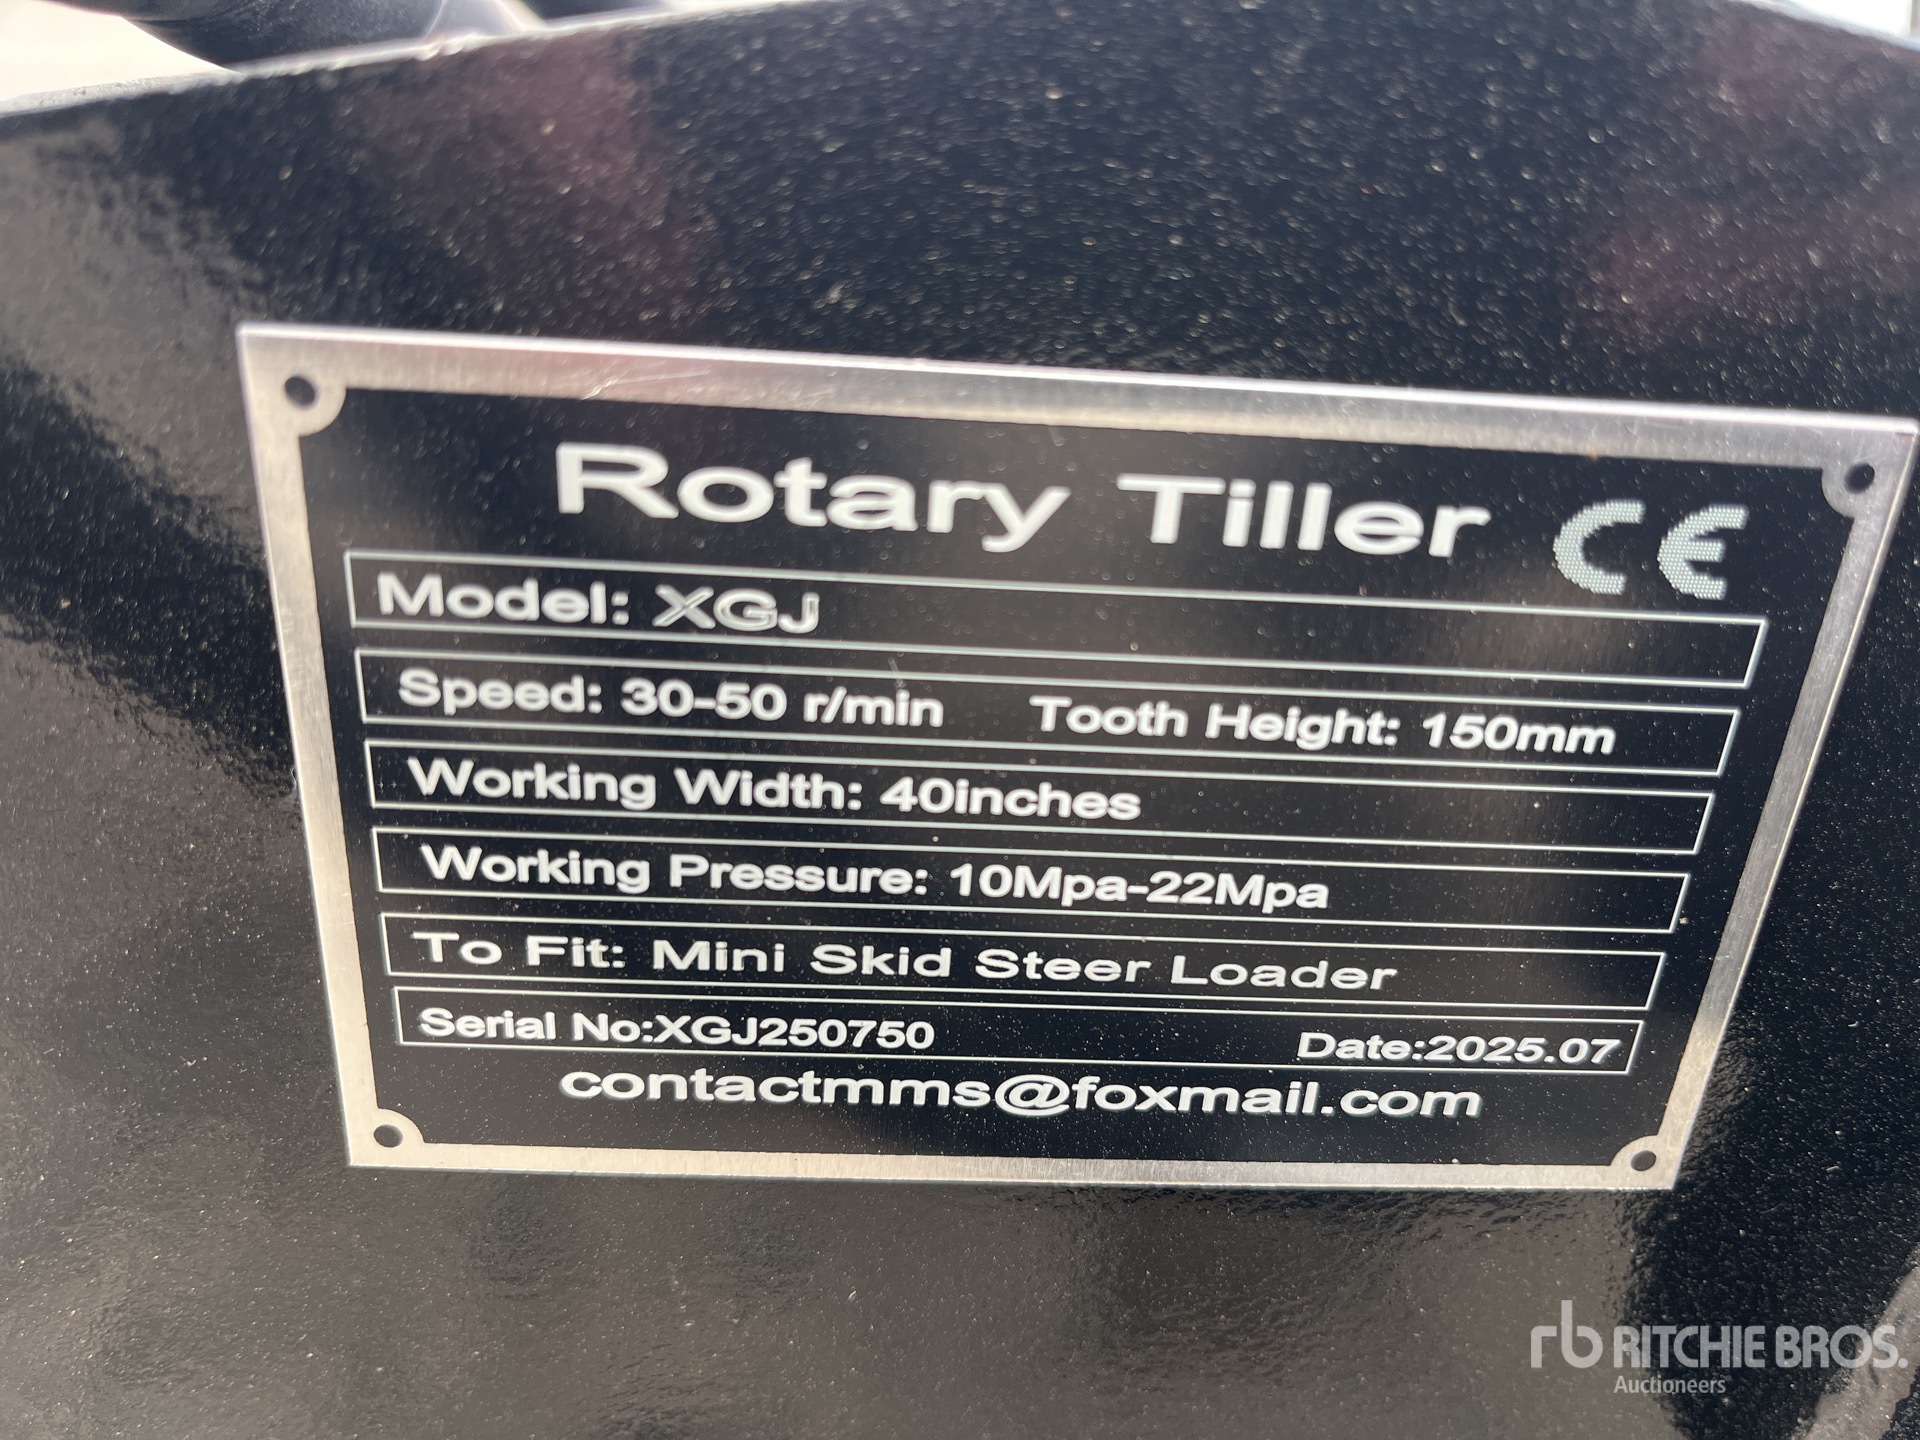 Rotary Tiller CE
Model: XGJ
Speed: 30-50 r/min Tooth Height: 150mm
Working Width: 40inches
Working Pressure: 10Mpa-22Mpa
To Fit: Mini Skid Steer Loader
Serial No:XGJ250750 Date:2025.07
contactmms@foxmail.com
rb RITCHIE BROS.
Auctioneers